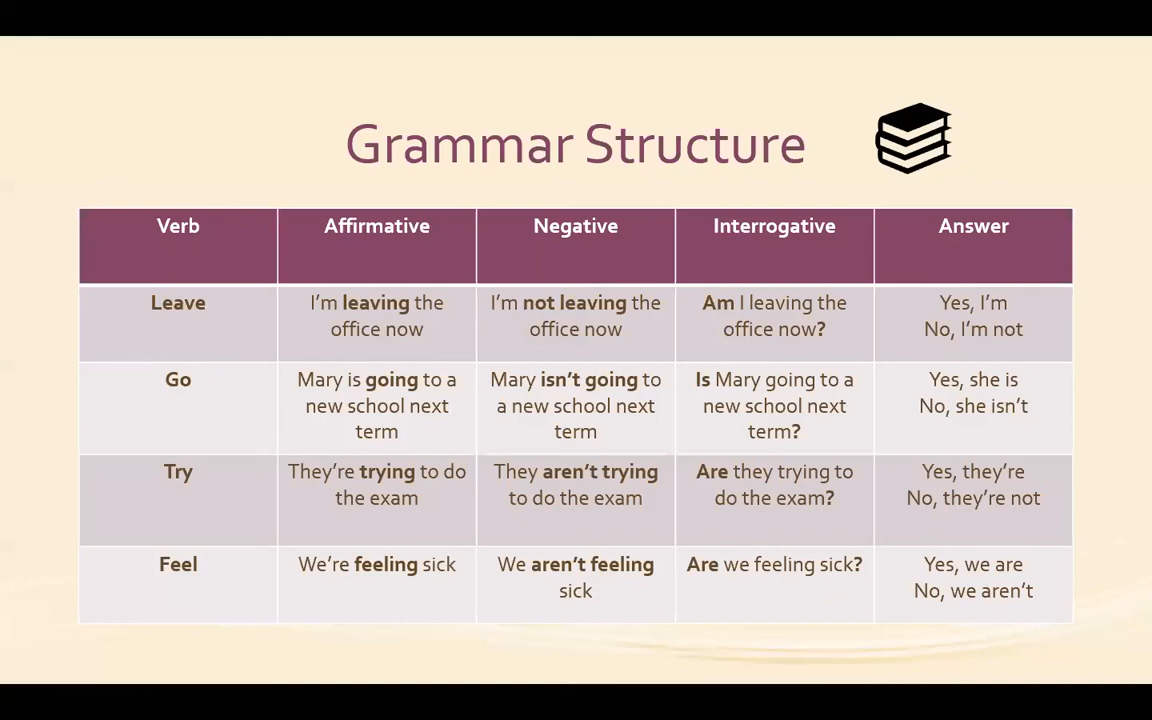 Grammar Structure
Verb
Affirmative
Negative
Interrogative
Answer
Leave
I'm leaving the
office now
I'm not leaving the
office now
Am I leaving the
office now?
Yes, I'm
No, I'm not
Go
Mary is going to a
new school next
term
Mary isn't going to
a new school next
term
Is Mary going to a
new school next
term?
Yes, she is
No, she isn't
Try
They're trying to do
the exam
They aren't trying
to do the exam
Are they trying to
do the exam?
Yes, they're
No, they're not
Feel
We're feeling sick
We aren't feeling
sick
Are we feeling sick?
Yes, we are
No, we aren't